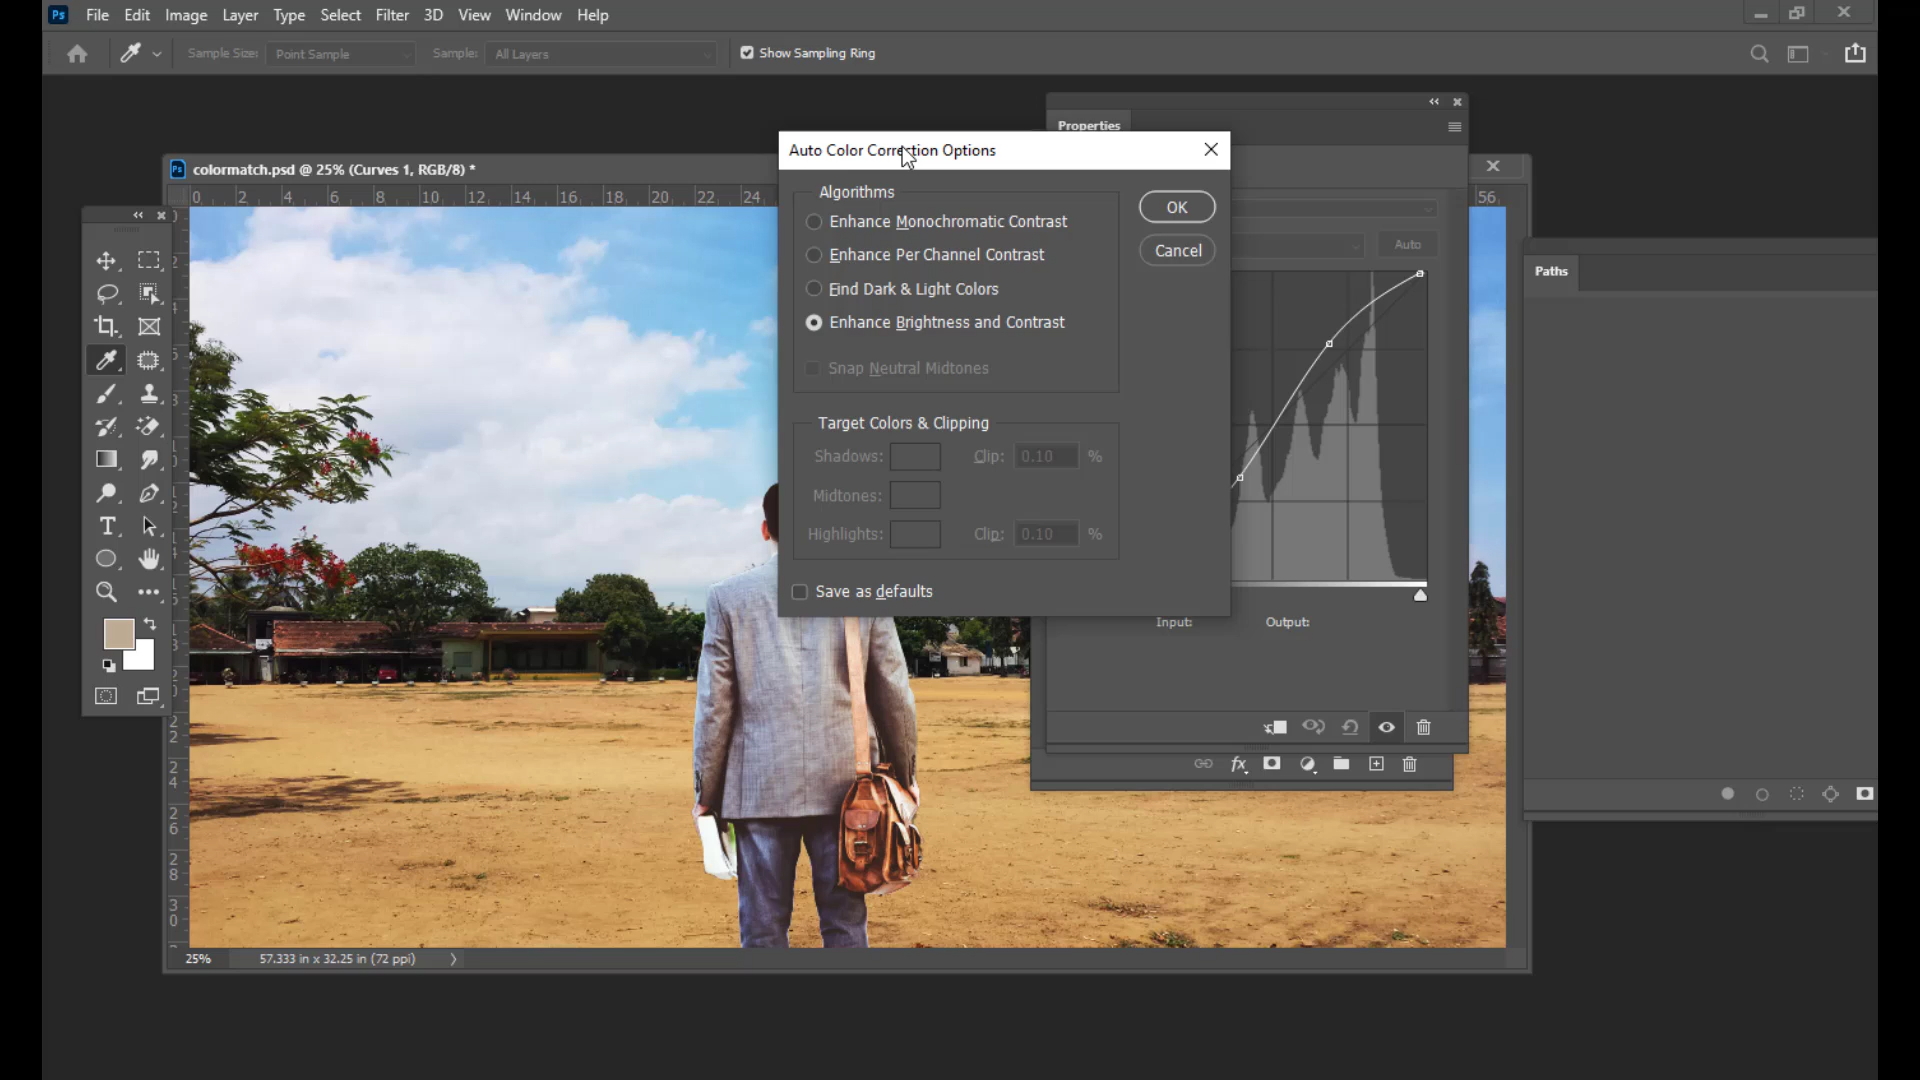 Ps File Edit Image Layer Type Select Filter 3D View Window Help
Sample Size: Point Sample Sample: All Layers Show Sampling Ring
Properties
Auto Color Correction Options
Ps colormatch.psd @ 25% (Curves 1, RGB/8) *
0 2 4 6 8 10 12 14 16 18 20 22 24 56
Algorithms
Enhance Monochromatic Contrast
Enhance Per Channel Contrast
Find Dark & Light Colors
Enhance Brightness and Contrast
Snap Neutral Midtones
OK
Cancel
Auto
Paths
Target Colors & Clipping
Shadows: Clip: 0.10 %
Midtones:
Highlights: Clip: 0.10 %
Save as defaults
Input: Output:
fx
T
25% 57.333 in x 32.25 in (72 ppi)